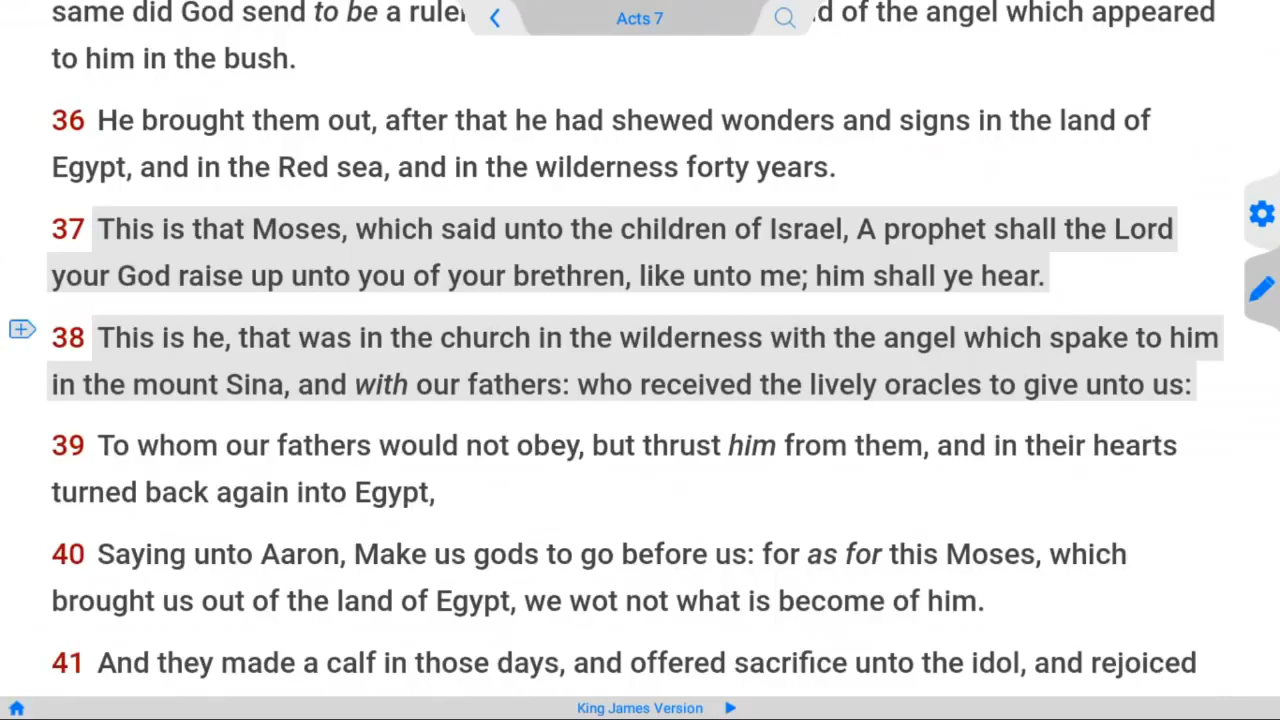 same did God send to be a ruler
d of the angel which appeared
Acts 7
to him in the bush.
36 He brought them out, after that he had shewed wonders and signs in the land of
Egypt, and in the Red sea, and in the wilderness forty years.
37 This is that Moses, which said unto the children of Israel, A prophet shall the Lord
your God raise up unto you of your brethren, like unto me; him shall ye hear.
38 This is he, that was in the church in the wilderness with the angel which spake to him
in the mount Sina, and with our fathers: who received the lively oracles to give unto us:
39 To whom our fathers would not obey, but thrust him from them, and in their hearts
turned back again into Egypt,
40 Saying unto Aaron, Make us gods to go before us: for as for this Moses, which
brought us out of the land of Egypt, we wot not what is become of him.
41 And they made a calf in those days, and offered sacrifice unto the idol, and rejoiced
King James Version